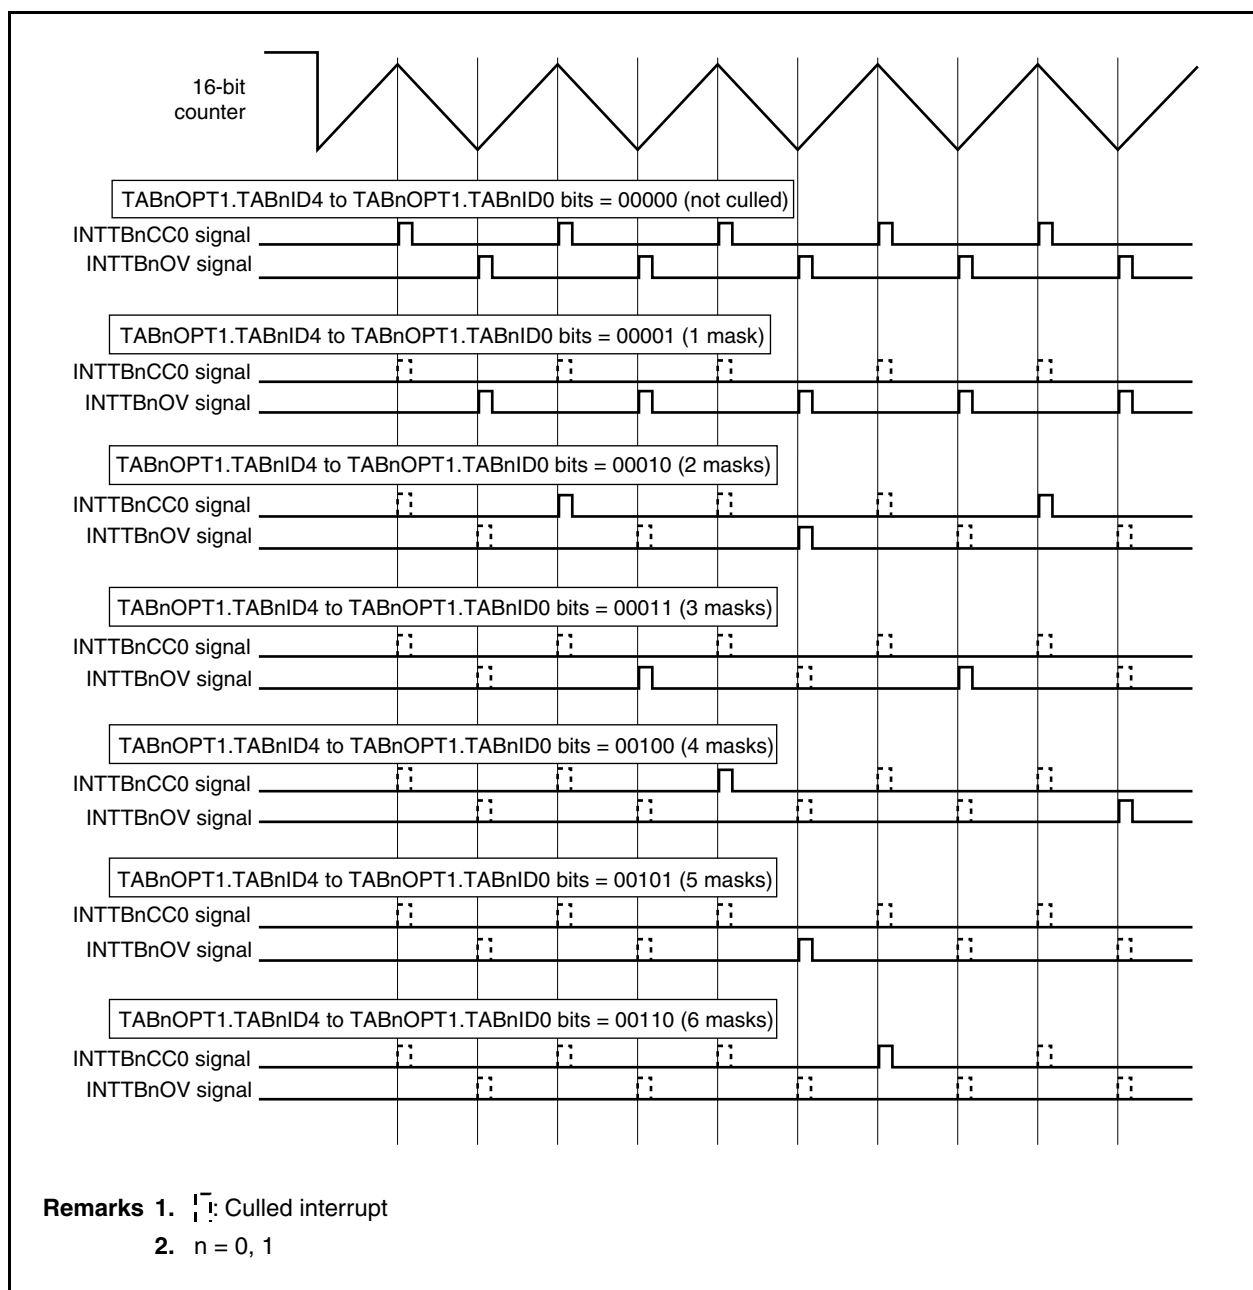 16-bit
counter
TABnOPT1.TABnID4 to TABnOPT1.TABnID0 bits = 00000 (not culled)
INTTBnCC0 signal
INTTBnOV signal
TABnOPT1.TABnID4 to TABnOPT1.TABnID0 bits = 00001 (1 mask)
INTTBnCC0 signal
INTTBnOV signal
TABnOPT1.TABnID4 to TABnOPT1.TABnID0 bits = 00010 (2 masks)
INTTBnCC0 signal
INTTBnOV signal
TABnOPT1.TABnID4 to TABnOPT1.TABnID0 bits = 00011 (3 masks)
INTTBnCC0 signal
INTTBnOV signal
TABnOPT1.TABnID4 to TABnOPT1.TABnID0 bits = 00100 (4 masks)
INTTBnCC0 signal
INTTBnOV signal
TABnOPT1.TABnID4 to TABnOPT1.TABnID0 bits = 00101 (5 masks)
INTTBnCC0 signal
INTTBnOV signal
TABnOPT1.TABnID4 to TABnOPT1.TABnID0 bits = 00110 (6 masks)
INTTBnCC0 signal
INTTBnOV signal
Remarks 1. : Culled interrupt
2. n = 0, 1